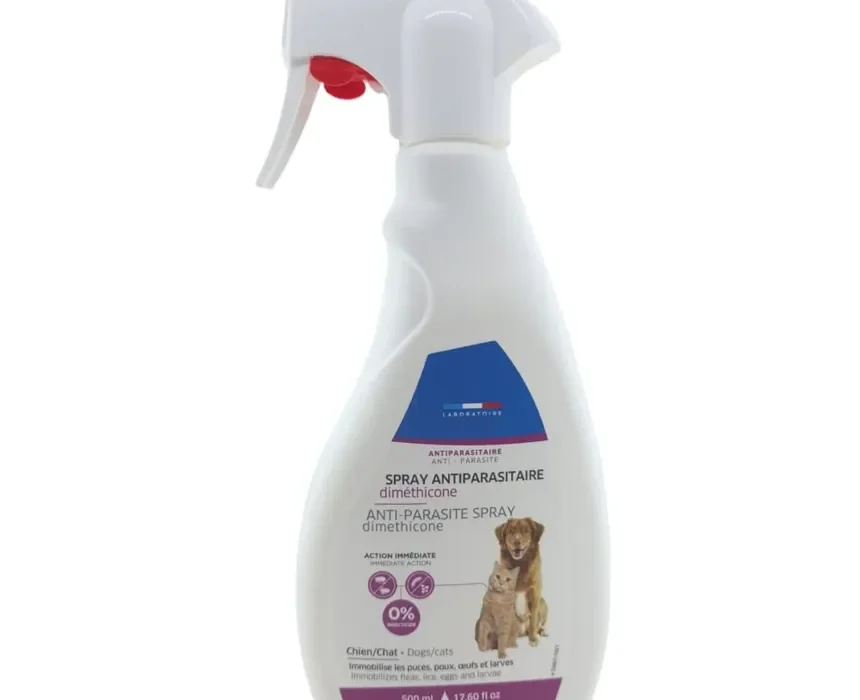 LABORATOIRE
ANTIPARASITAIRE
ANTI - PARASITE
SPRAY ANTIPARASITAIRE
diméthicone
ANTI-PARASITE SPRAY
dimethicone
ACTION IMMÉDIATE
IMMEDIATE ACTION
0%
INSECTICIDE
Chien/Chat • Dogs/cats
Immobilise les puces, poux, œufs et larves
Immobilizes fleas, lice, eggs and larvae
500 ml 17.60 fl oz